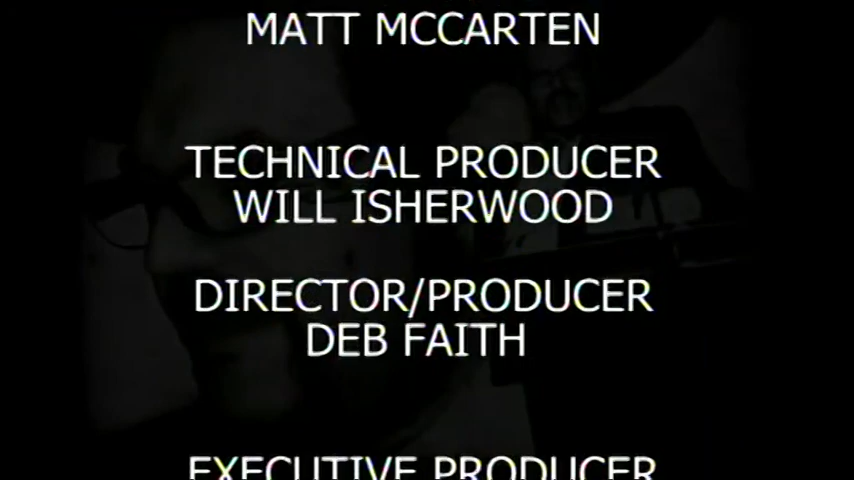 MATT MCCARTEN
TECHNICAL PRODUCER
WILL ISHERWOOD
DIRECTOR/PRODUCER
DEB FAITH
EXECUTIVE PRODUCER